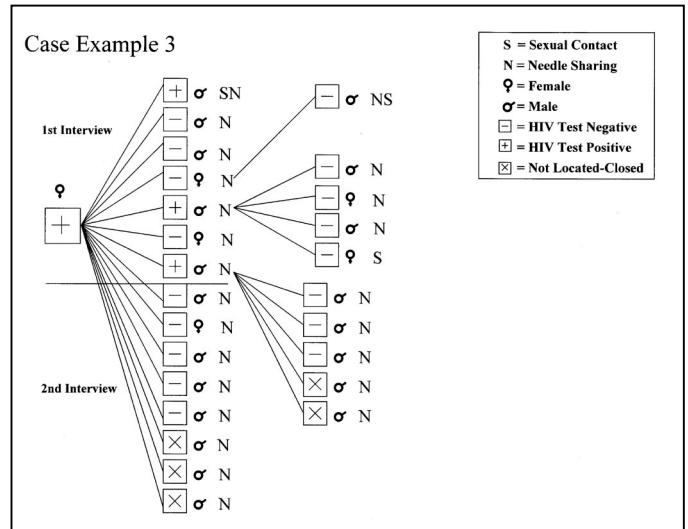 Case Example 3
S = Sexual Contact
N = Needle Sharing
♀ = Female
♂ = Male
− = HIV Test Negative
+ = HIV Test Positive
× = Not Located-Closed
1st Interview
♀
+
+ ♂ SN
− ♂ N
− ♂ N
− ♀ N
+ ♂ N
− ♀ N
+ ♂ N
2nd Interview
− ♂ N
− ♀ N
− ♂ N
− ♂ N
− ♂ N
× ♂ N
× ♂ N
× ♂ N
− ♂ NS
− ♂ N
− ♀ N
− ♂ N
− ♀ S
− ♂ N
− ♂ N
− ♂ N
× ♂ N
× ♂ N